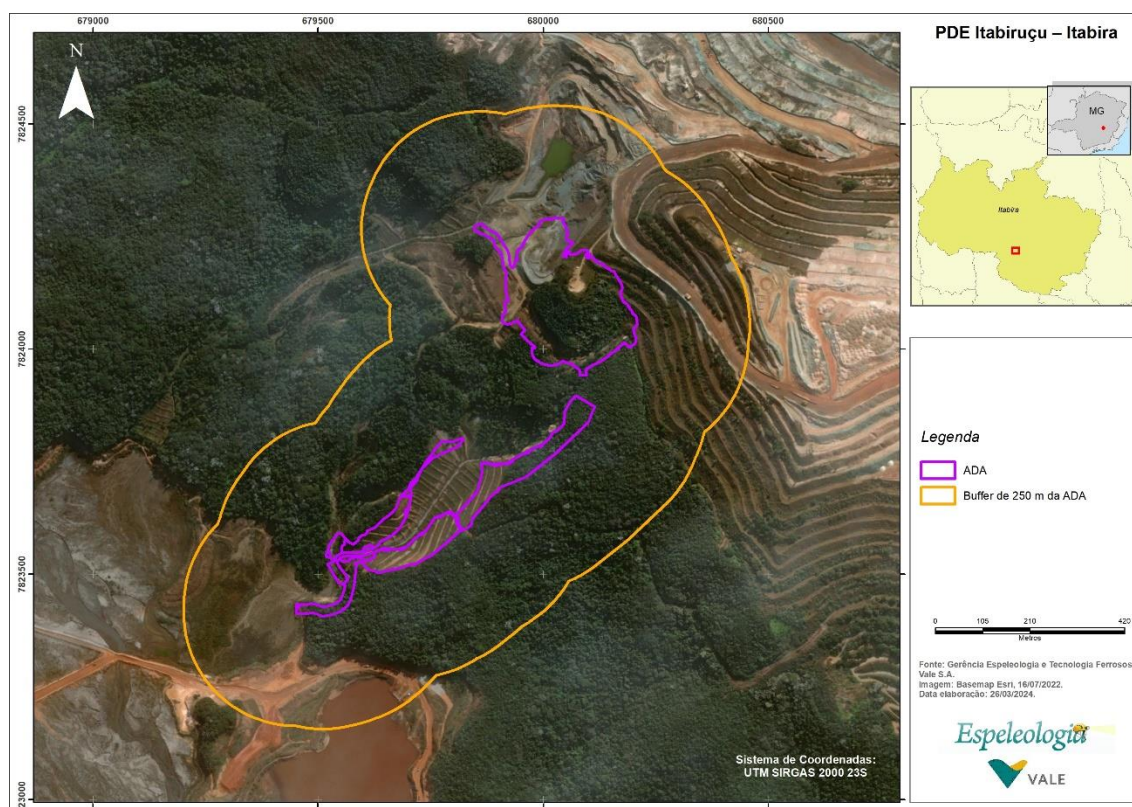 679000
679500
680000
680500
PDE Itabiruçu – Itabira
N
MG
7824500
Itabira
7824000
Legenda
ADA
Buffer de 250 m da ADA
7823500
0 105 210 420
Metros
Fonte: Gerência Espeleologia e Tecnologia Ferrosos
Vale S.A.
Imagem: Basemap Esri, 16/07/2022.
Data elaboração: 26/03/2024.
Espeleologia
VALE
Sistema de Coordenadas:
UTM SIRGAS 2000 23S
23000